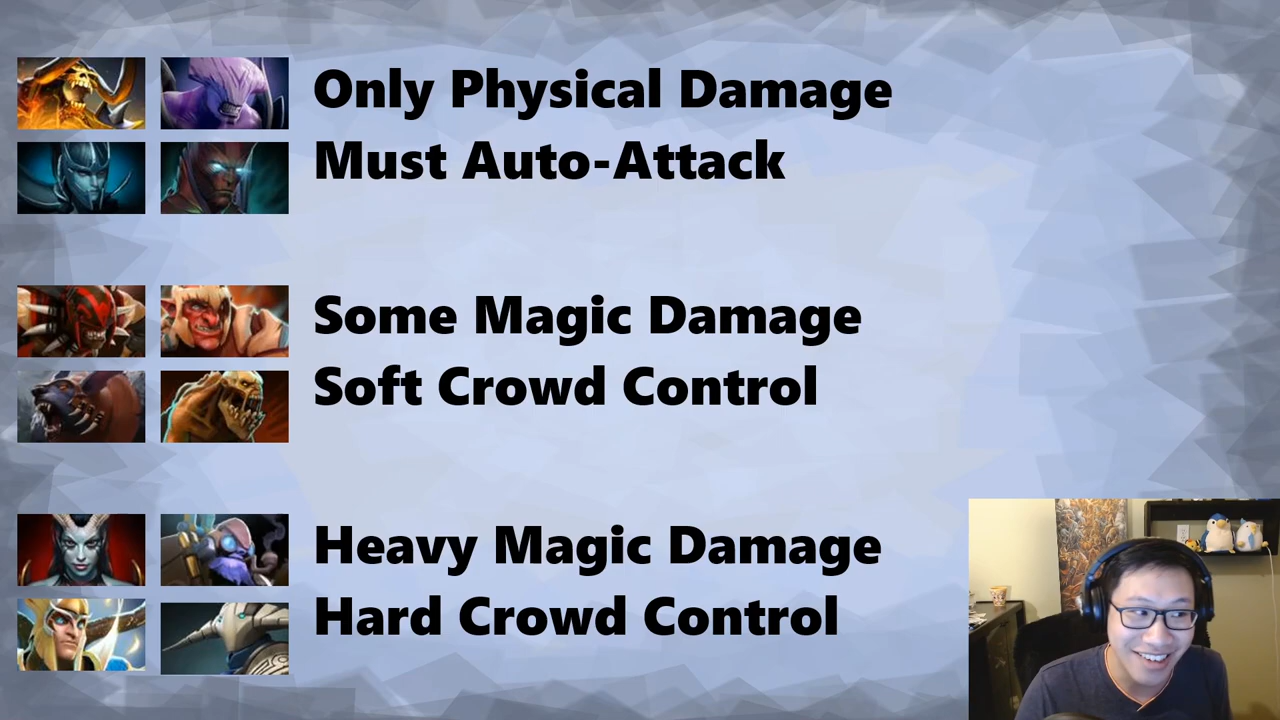 Only Physical Damage
Must Auto-Attack
Some Magic Damage
Soft Crowd Control
Heavy Magic Damage
Hard Crowd Control